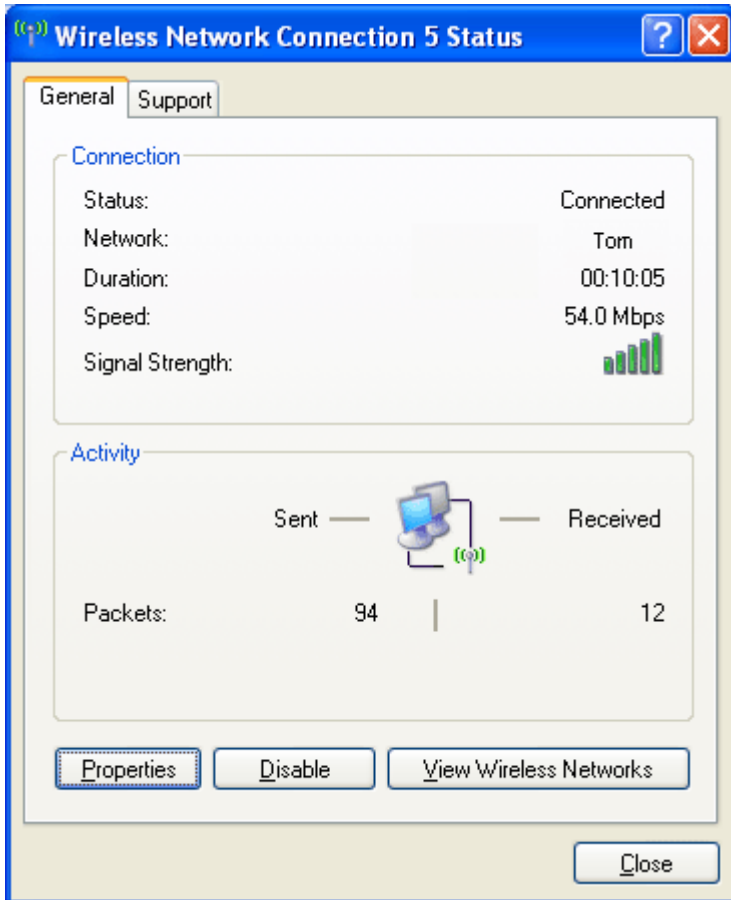 Wireless Network Connection 5 Status
General Support
Connection
Status: Connected
Network: Tom
Duration: 00:10:05
Speed: 54.0 Mbps
Signal Strength:
Activity
Sent Received
Packets: 94 12
Properties Disable View Wireless Networks
Close